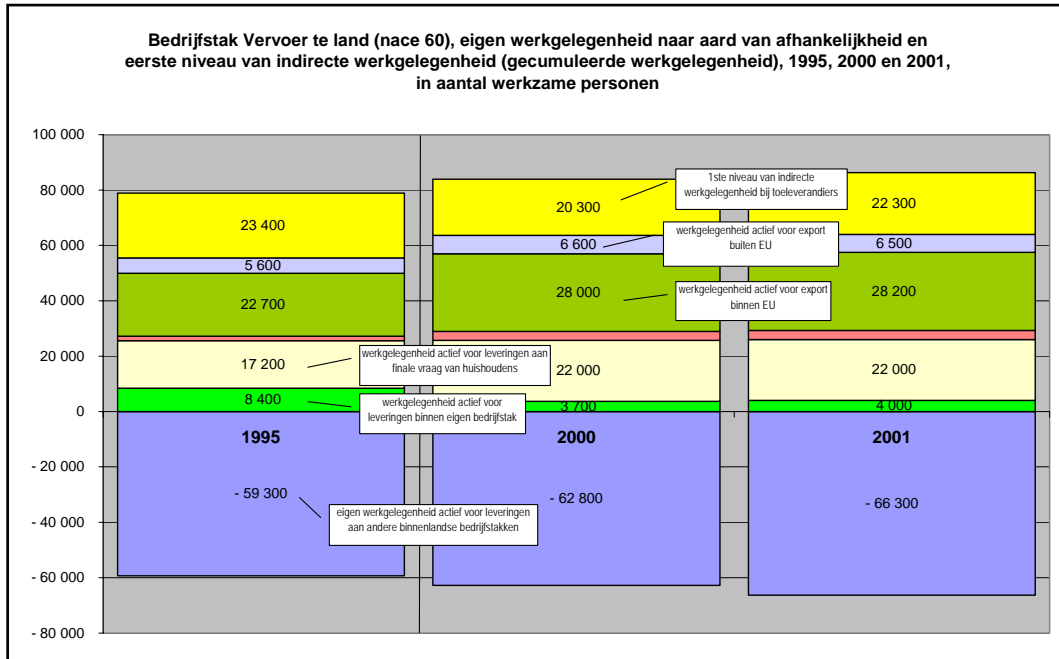 Bedrijfstak Vervoer te land (nace 60), eigen werkgelegenheid naar aard van afhankelijkheid en
eerste niveau van indirecte werkgelegenheid (gecumuleerde werkgelegenheid), 1995, 2000 en 2001,
in aantal werkzame personen
100 000
80 000
60 000
40 000
20 000
0
- 20 000
- 40 000
- 60 000
- 80 000
23 400
5 600
22 700
17 200
8 400
1995
- 59 300
20 300
6 600
28 000
22 000
3 700
2000
- 62 800
22 300
6 500
28 200
22 000
4 000
2001
- 66 300
1ste niveau van indirecte
werkgelegenheid bij toeleverandiers
werkgelegenheid actief voor export
buiten EU
werkgelegenheid actief voor export
binnen EU
werkgelegenheid actief voor leveringen aan
finale vraag van huishoudens
werkgelegenheid actief voor
leveringen binnen eigen bedrijfstak
eigen werkgelegenheid actief voor leveringen
aan andere binnenlandse bedrijfstakken